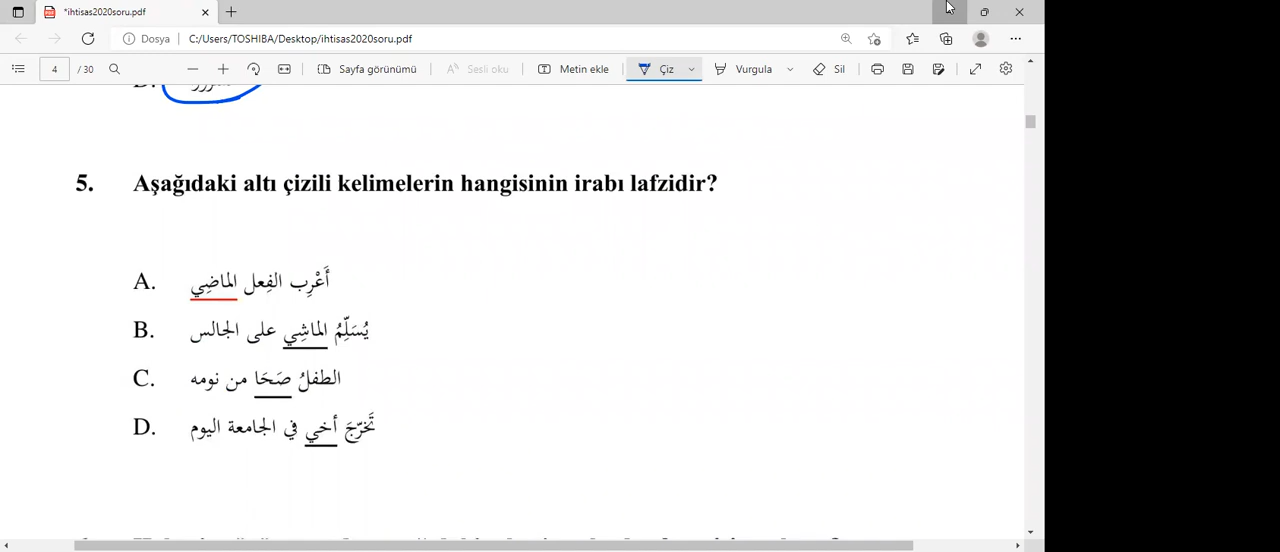 *ihtisas2020soru.pdf
Dosya | C:/Users/TOSHIBA/Desktop/ihtisas2020soru.pdf
4 / 30 Sayfa görünümü Sesli oku Metin ekle Çiz Vurgula Sil
5. Aşağıdaki altı çizili kelimelerin hangisinin irabı lafzidir?
A. أَعْرِب الفِعل الماضِي
B. يُسَلِّمُ الماشِي على الجالس
C. الطفلُ صَحَا من نومه
D. تَخرّجَ أخي في الجامعة اليوم